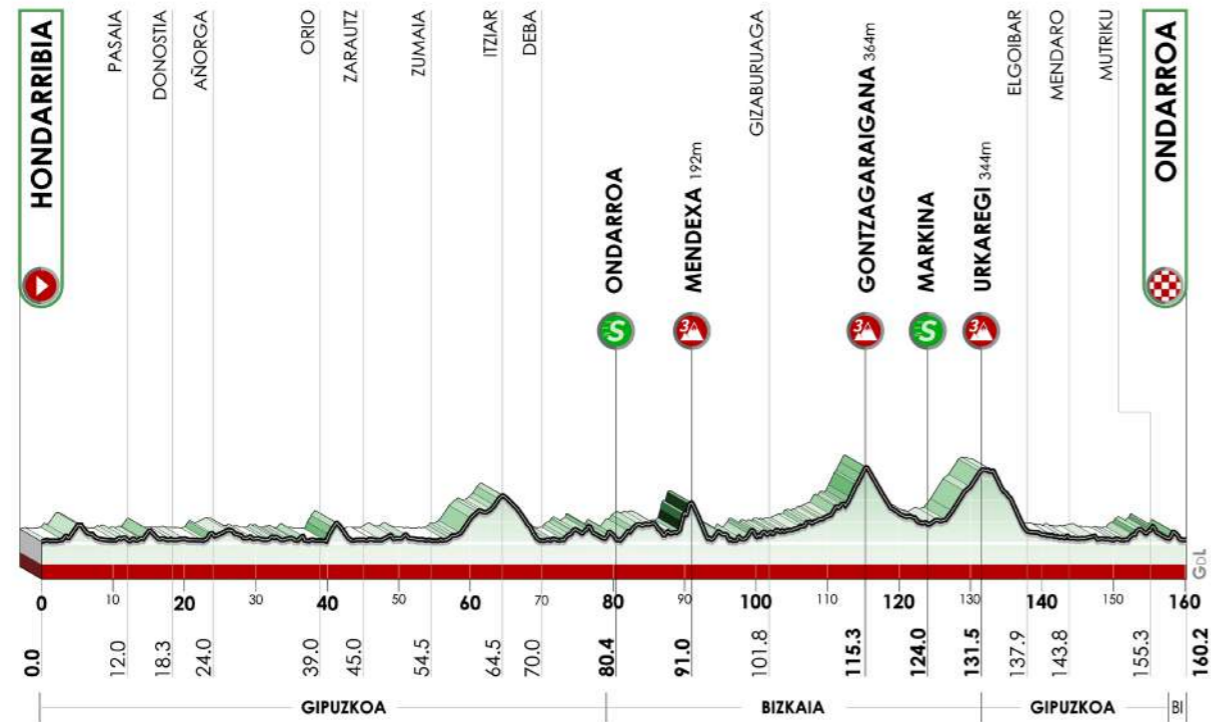 HONDARRIBIA
PASAIA
DONOSTIA
AÑORGA
ORIO
ZARAUTZ
ZUMAIA
ITZIAR
DEBA
ONDARROA
MENDEXA 192m
GIZABURUAGA
GONTZAGARAIGANA 364m
MARKINA
URKAREGI 344m
ELGOIBAR
MENDARO
MUTRIKU
ONDARROA
S
3
3
S
3
0 10 20 30 40 50 60 70 80 90 100 110 120 130 140 150 160
GdL
0.0
12.0
18.3
24.0
39.0
45.0
54.5
64.5
70.0
80.4
91.0
101.8
115.3
124.0
131.5
137.9
143.8
155.3
160.2
GIPUZKOA BIZKAIA GIPUZKOA BI